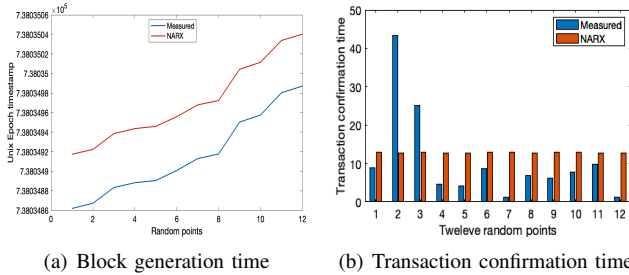 7.3803506 × 10⁵
7.3803504
7.3803502
7.38035
7.3803498
7.3803496
7.3803494
7.3803492
7.380349
7.3803488
7.3803486
Unix Epoch timestamp
Measured
NARX
0 2 4 6 8 10 12
Random points
(a) Block generation time
50
40
30
20
10
0
Transaction confirmation time
Measured
NARX
1 2 3 4 5 6 7 8 9 10 11 12
Tweleve random points
(b) Transaction confirmation time